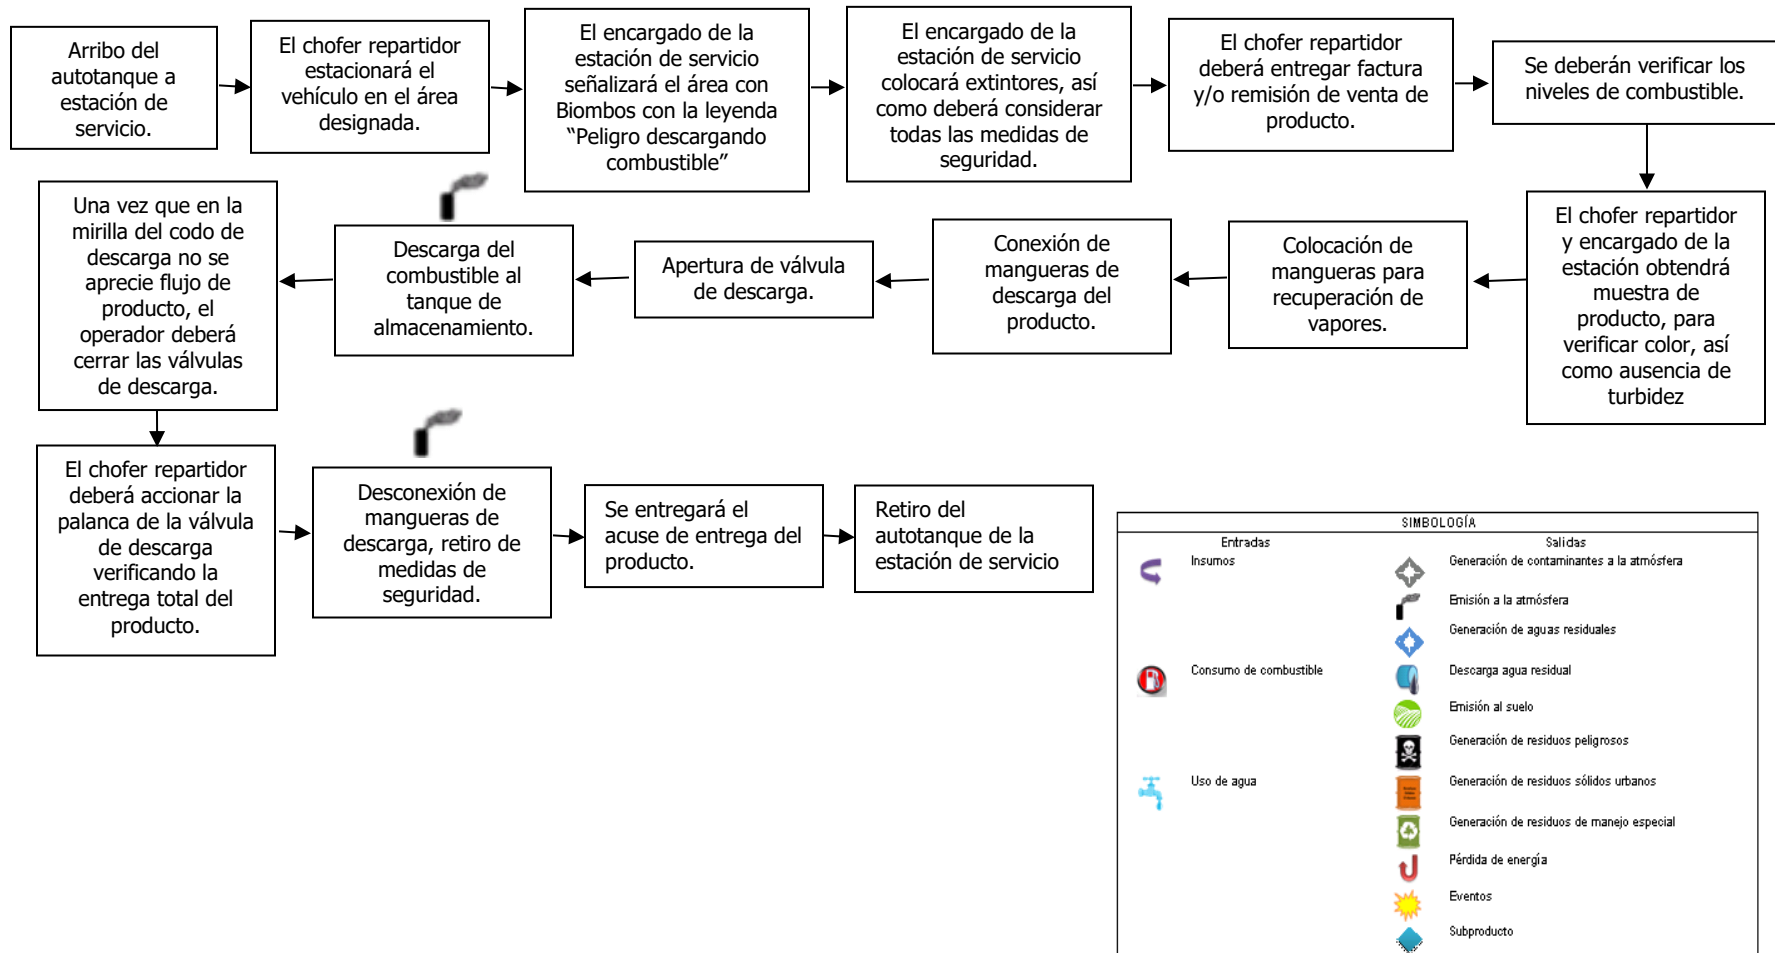 Arribo del
autotanque a
estación de
servicio.
El chofer repartidor
estacionará el
vehículo en el área
designada.
El encargado de la
estación de servicio
señalizará el área con
Biombos con la leyenda
“Peligro descargando
combustible”
El encargado de la
estación de servicio
colocará extintores, así
como deberá considerar
todas las medidas de
seguridad.
El chofer repartidor
deberá entregar factura
y/o remisión de venta de
producto.
Se deberán verificar los
niveles de combustible.
El chofer repartidor
y encargado de la
estación obtendrá
muestra de
producto, para
verificar color, así
como ausencia de
turbidez
Colocación de
mangueras para
recuperación de
vapores.
Conexión de
mangueras de
descarga del
producto.
Apertura de válvula
de descarga.
Descarga del
combustible al
tanque de
almacenamiento.
Una vez que en la
mirilla del codo de
descarga no se
aprecie flujo de
producto, el
operador deberá
cerrar las válvulas
de descarga.
El chofer repartidor
deberá accionar la
palanca de la válvula
de descarga
verificando la
entrega total del
producto.
Desconexión de
mangueras de
descarga, retiro de
medidas de
seguridad.
Se entregará el
acuse de entrega del
producto.
Retiro del
autotanque de la
estación de servicio
SIMBOLOGÍA
Entradas
Insumos
Consumo de combustible
Uso de agua
Salidas
Generación de contaminantes a la atmósfera
Emisión a la atmósfera
Generación de aguas residuales
Descarga agua residual
Emisión al suelo
Generación de residuos peligrosos
Generación de residuos sólidos urbanos
Generación de residuos de manejo especial
Pérdida de energía
Eventos
Subproducto